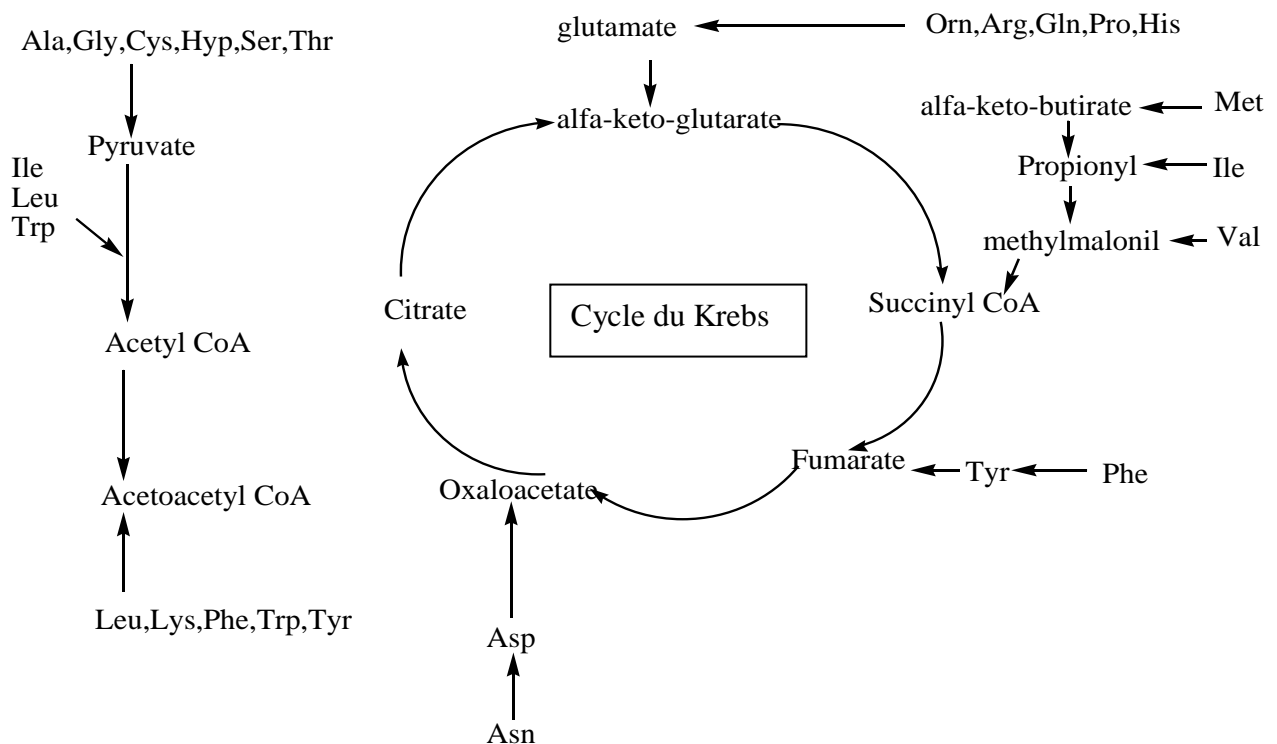 glutamate
Orn,Arg,Gln,Pro,His
Ala,Gly,Cys,Hyp,Ser,Thr
alfa-keto-glutarate
alfa-keto-butirate
Met
Pyruvate
Ile
Leu
Trp
Propionyl
Ile
methylmalonil
Val
Citrate
Cycle du Krebs
Succinyl CoA
Acetyl CoA
Fumarate
Tyr
Phe
Acetoacetyl CoA
Oxaloacetate
Leu,Lys,Phe,Trp,Tyr
Asp
Asn